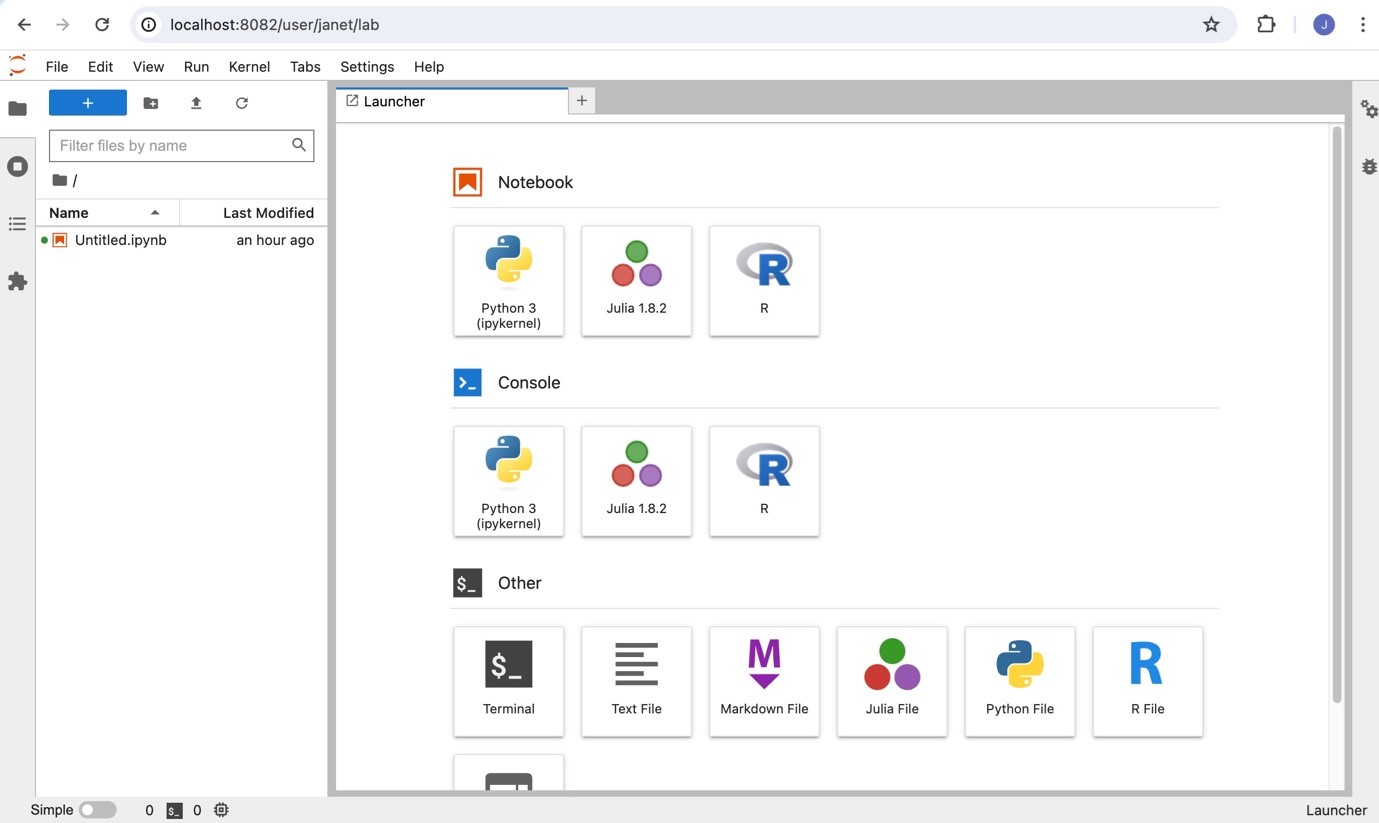 localhost:8082/user/janet/lab
J
File Edit View Run Kernel Tabs Settings Help
+
Launcher
+
Filter files by name
/
Name Last Modified
Untitled.ipynb an hour ago
Notebook
Python 3
(ipykernel)
Julia 1.8.2
R
R
>_ Console
Python 3
(ipykernel)
Julia 1.8.2
R
R
$_ Other
$_
Terminal
Text File
M
Markdown File
Julia File
Python File
R
R File
Simple 0 $_ 0 Launcher